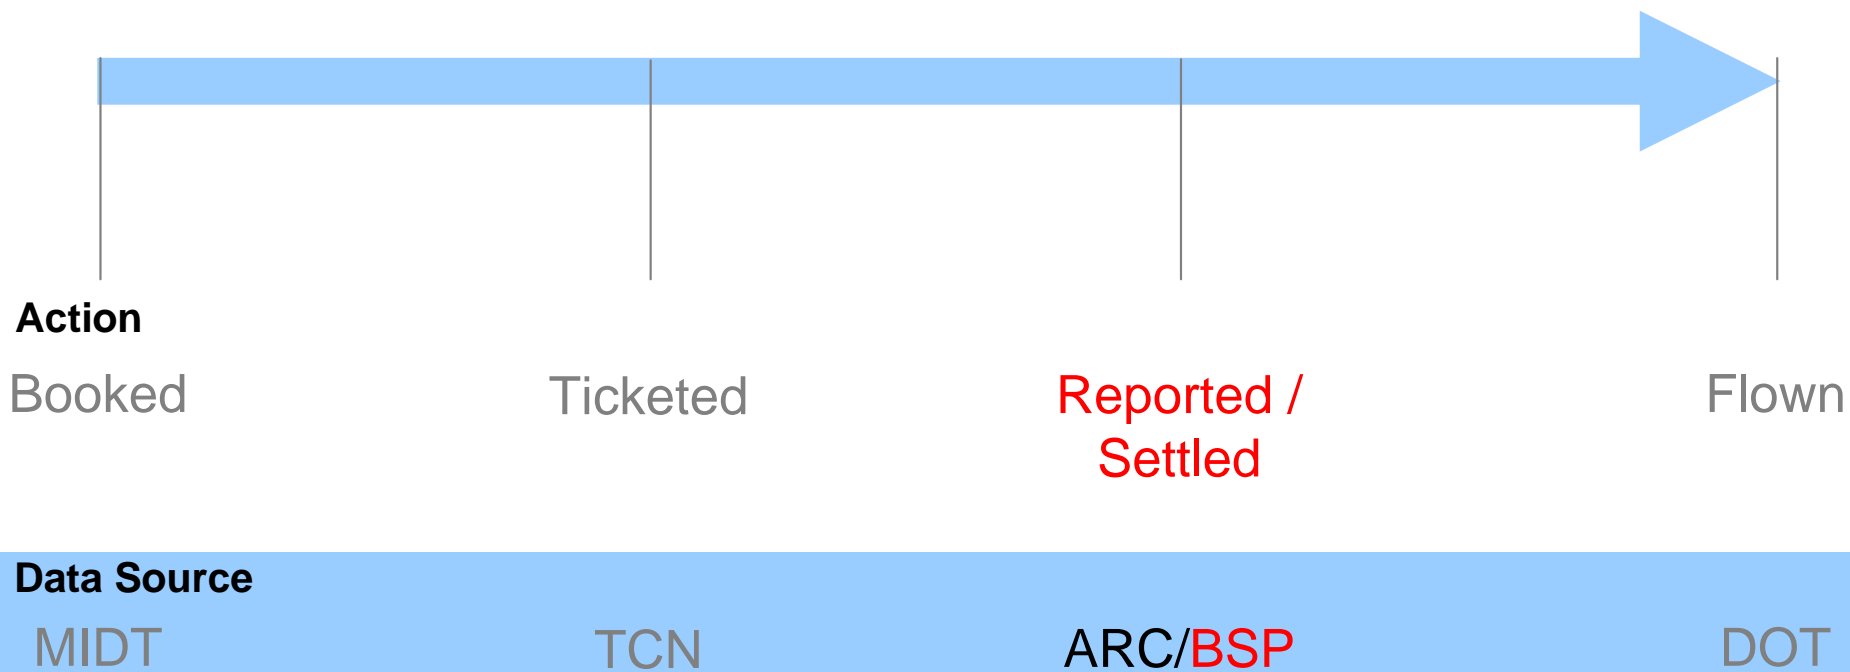 Action
Booked Ticketed Reported / Flown
Settled
Data Source
MIDT TCN ARC/BSP DOT